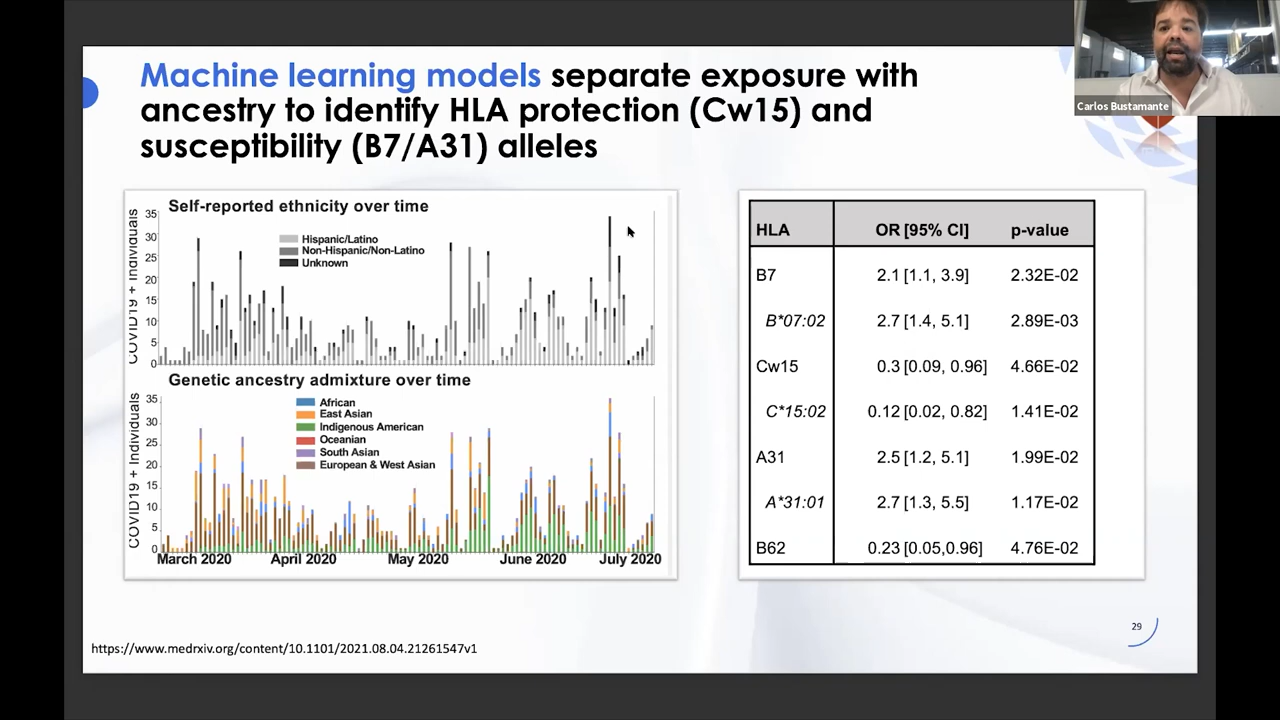 Machine learning models separate exposure with
ancestry to identify HLA protection (Cw15) and
susceptibility (B7/A31) alleles
Carlos Bustamante
Self-reported ethnicity over time
COVID19 + Individuals
35
30
25
20
15
10
5
0
Hispanic/Latino
Non-Hispanic/Non-Latino
Unknown
Genetic ancestry admixture over time
COVID19 + Individuals
35
30
25
20
15
10
5
0
African
East Asian
Indigenous American
Oceanian
South Asian
European & West Asian
March 2020 April 2020 May 2020 June 2020 July 2020
HLA OR [95% CI] p-value
B7 2.1 [1.1, 3.9] 2.32E-02
B*07:02 2.7 [1.4, 5.1] 2.89E-03
Cw15 0.3 [0.09, 0.96] 4.66E-02
C*15:02 0.12 [0.02, 0.82] 1.41E-02
A31 2.5 [1.2, 5.1] 1.99E-02
A*31:01 2.7 [1.3, 5.5] 1.17E-02
B62 0.23 [0.05,0.96] 4.76E-02
29
https://www.medrxiv.org/content/10.1101/2021.08.04.21261547v1